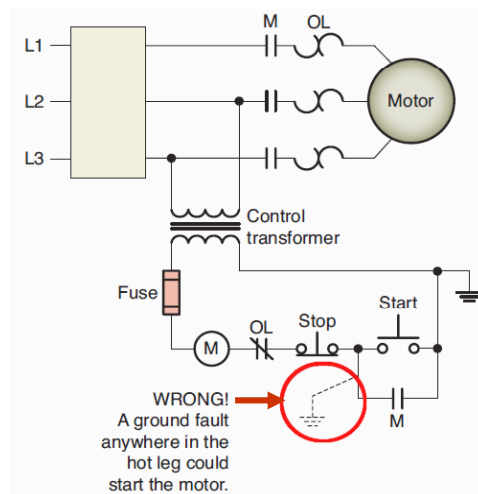 M OL
L1
L2
Motor
L3
Control
transformer
Fuse
Start
OL Stop
M
WRONG!
A ground fault
anywhere in the
hot leg could
start the motor.
M